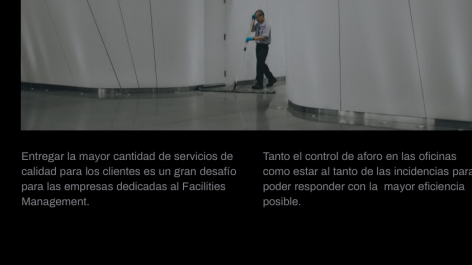 Entregar la mayor cantidad de servicios de
calidad para los clientes es un gran desafío
para las empresas dedicadas al Facilities
Management.
Tanto el control de aforo en las oficinas
como estar al tanto de las incidencias para
poder responder con la  mayor eficiencia
posible.